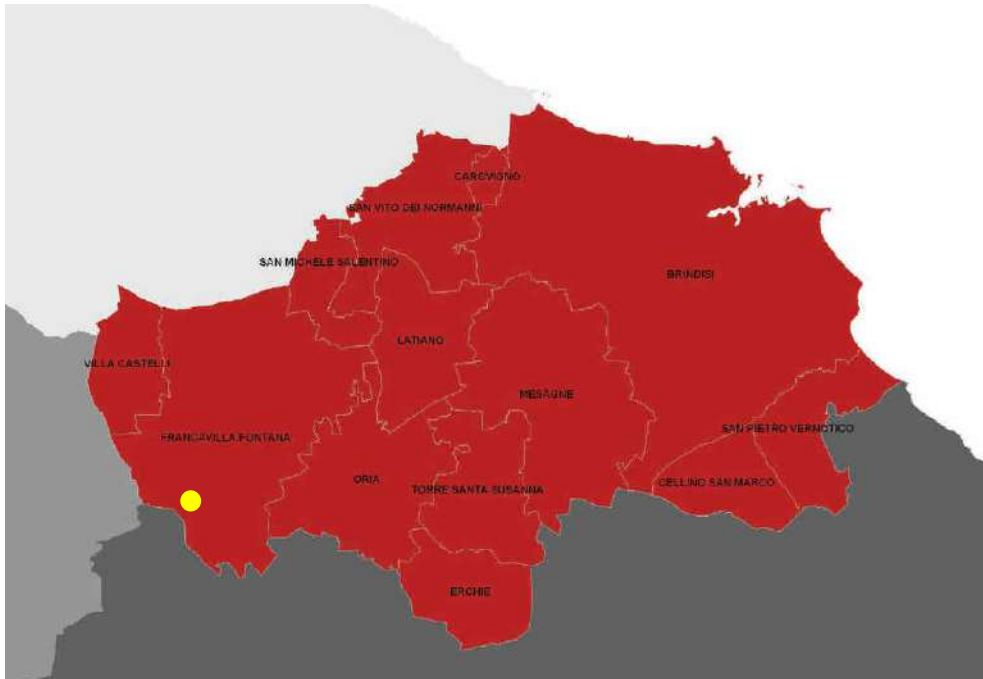 CAROVIGNO
SAN VITO DEI NORMANNI
SAN MICHELE SALENTINO
BRINDISI
LATIANO
VILLA CASTELLI
MESAGNE
SAN PIETRO VERNOTICO
FRANCAVILLA FONTANA
ORIA
TORRE SANTA SUSANNA
CELLINO SAN MARCO
ERCHIE